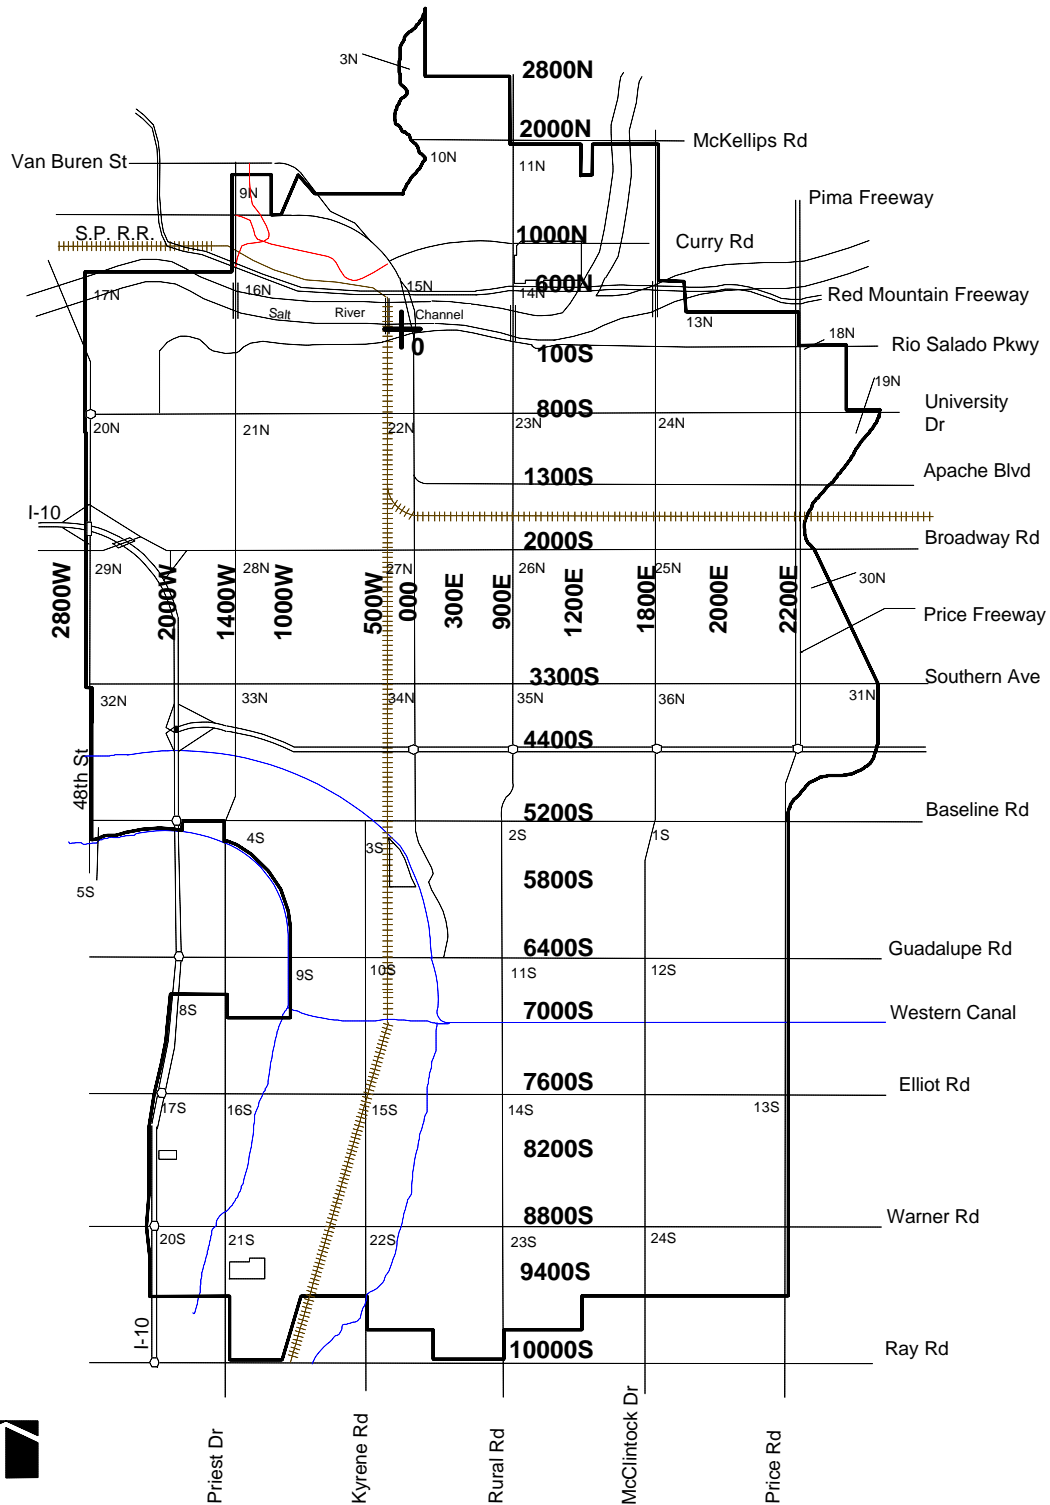 3N
2800N
2000N
McKellips Rd
Van Buren St
10N
11N
9N
Pima Freeway
S.P. R.R.
1000N
Curry Rd
600N
17N
16N
15N
14N
Red Mountain Freeway
Salt River Channel
13N
18N
0
100S
Rio Salado Pkwy
19N
800S
University
Dr
20N
21N
22N
23N
24N
1300S
Apache Blvd
I-10
2000S
Broadway Rd
29N
28N
27N
26N
25N
30N
2800W
2000W
1400W
1000W
500W
000
300E
900E
1200E
1800E
2000E
2200E
Price Freeway
3300S
Southern Ave
32N
33N
34N
35N
36N
31N
4400S
48th St
5200S
Baseline Rd
4S
3S
2S
1S
5S
5800S
6400S
Guadalupe Rd
9S
10S
11S
12S
8S
7000S
Western Canal
7600S
Elliot Rd
17S
16S
15S
14S
13S
8200S
8800S
Warner Rd
20S
21S
22S
23S
24S
9400S
I-10
10000S
Ray Rd
Priest Dr
Kyrene Rd
Rural Rd
McClintock Dr
Price Rd